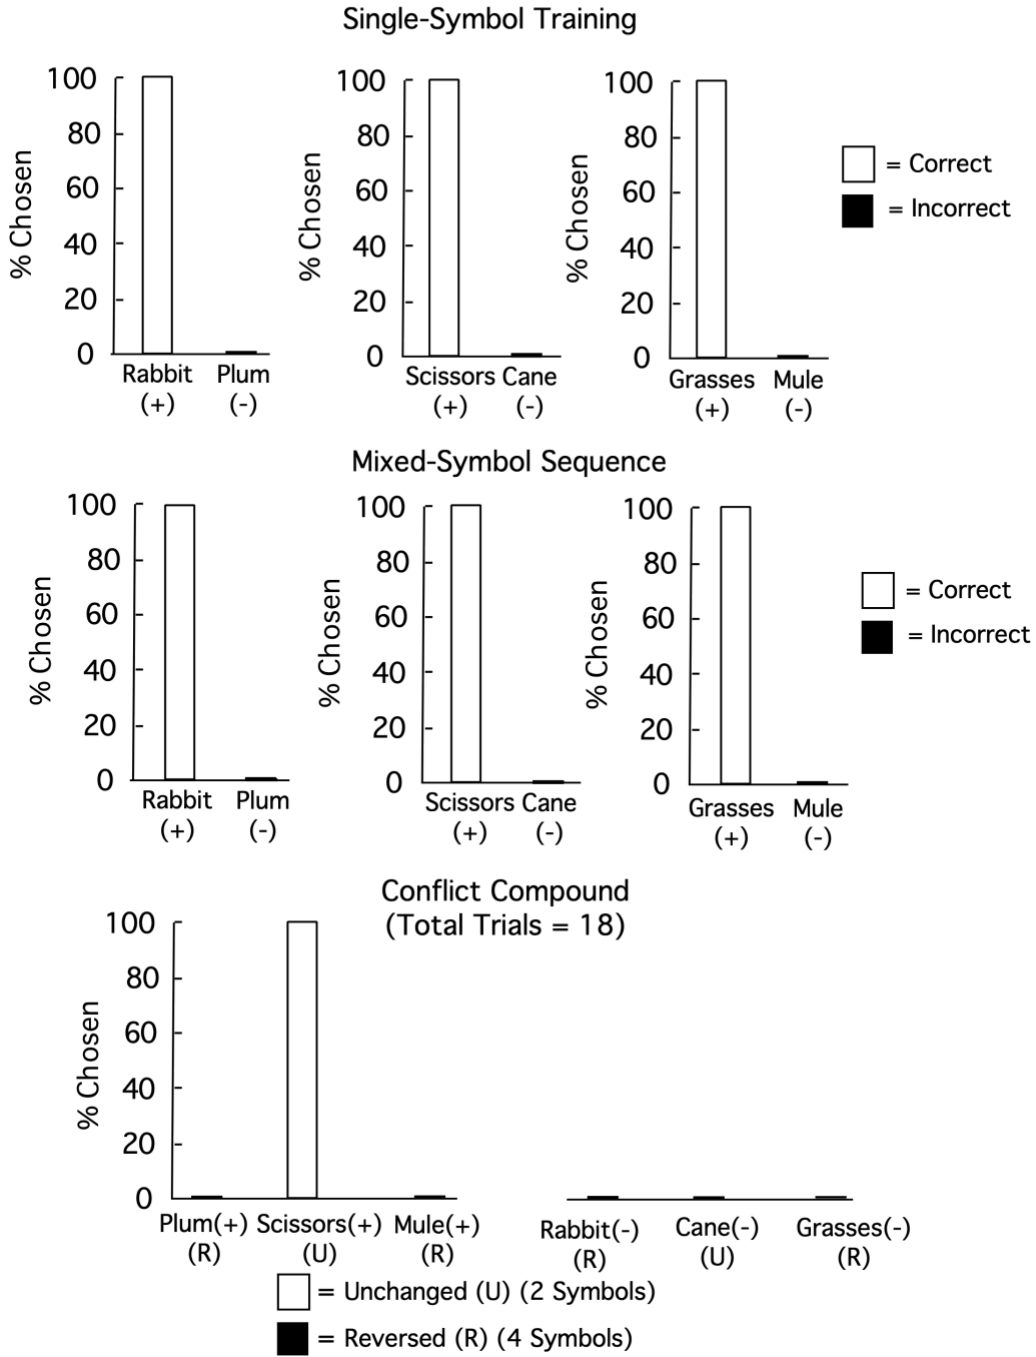 Single-Symbol Training
% Chosen
100
80
60
40
20
0
Rabbit Plum
(+) (-)
% Chosen
100
80
60
40
20
0
Scissors Cane
(+) (-)
% Chosen
100
80
60
40
20
0
Grasses Mule
(+) (-)
= Correct
= Incorrect
Mixed-Symbol Sequence
% Chosen
100
80
60
40
20
0
Rabbit Plum
(+) (-)
% Chosen
100
80
60
40
20
0
Scissors Cane
(+) (-)
% Chosen
100
80
60
40
20
0
Grasses Mule
(+) (-)
= Correct
= Incorrect
Conflict Compound
(Total Trials = 18)
% Chosen
100
80
60
40
20
0
Plum(+) Scissors(+) Mule(+)
(R) (U) (R)
Rabbit(-) Cane(-) Grasses(-)
(R) (U) (R)
= Unchanged (U) (2 Symbols)
= Reversed (R) (4 Symbols)